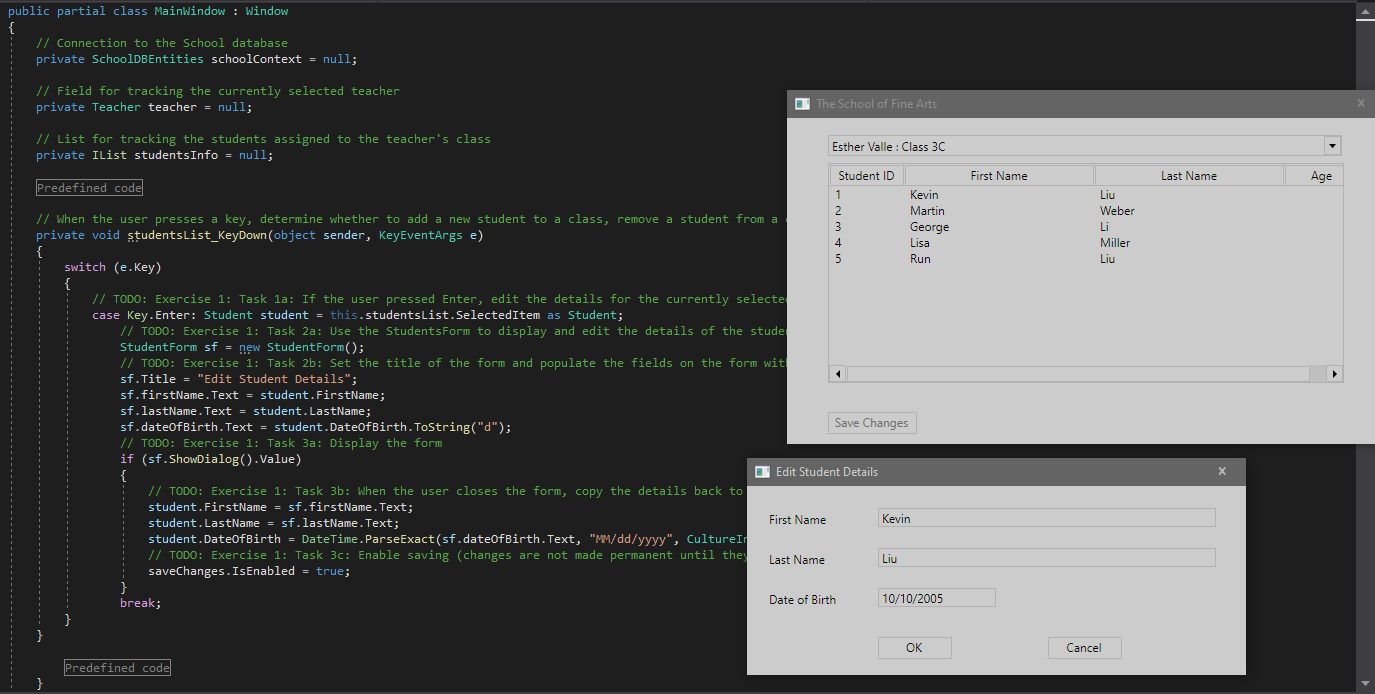 public partial class MainWindow : Window
{
// Connection to the School database
private SchoolDBEntities schoolContext = null;
// Field for tracking the currently selected teacher
private Teacher teacher = null;
// List for tracking the students assigned to the teacher's class
private IList studentsInfo = null;
Predefined code
// When the user presses a key, determine whether to add a new student to a class, remove a student from a
private void studentsList_KeyDown(object sender, KeyEventArgs e)
{
switch (e.Key)
{
// TODO: Exercise 1: Task 1a: If the user pressed Enter, edit the details for the currently selected
case Key.Enter: Student student = this.studentsList.SelectedItem as Student;
// TODO: Exercise 1: Task 2a: Use the StudentsForm to display and edit the details of the
StudentForm sf = new StudentForm();
// TODO: Exercise 1: Task 2b: Set the title of the form and populate the fields on the form
sf.Title = "Edit Student Details";
sf.firstName.Text = student.FirstName;
sf.lastName.Text = student.LastName;
sf.dateOfBirth.Text = student.DateOfBirth.ToString("d");
// TODO: Exercise 1: Task 3a: Display the form
if (sf.ShowDialog().Value)
{
// TODO: Exercise 1: Task 3b: When the user closes the form, copy the details back to
student.FirstName = sf.firstName.Text;
student.LastName = sf.lastName.Text;
student.DateOfBirth = DateTime.ParseExact(sf.dateOfBirth.Text, "MM/dd/yyyy",
// TODO: Exercise 1: Task 3c: Enable saving (changes are not made permanent until they
saveChanges.IsEnabled = true;
}
break;
}
}
Predefined code
}
The School of Fine Arts
Esther Valle : Class 3C
Student ID First Name Last Name Age
1 Kevin Liu
2 Martin Weber
3 George Li
4 Lisa Miller
5 Run Liu
Save Changes
Edit Student Details
First Name Kevin
Last Name Liu
Date of Birth 10/10/2005
OK Cancel